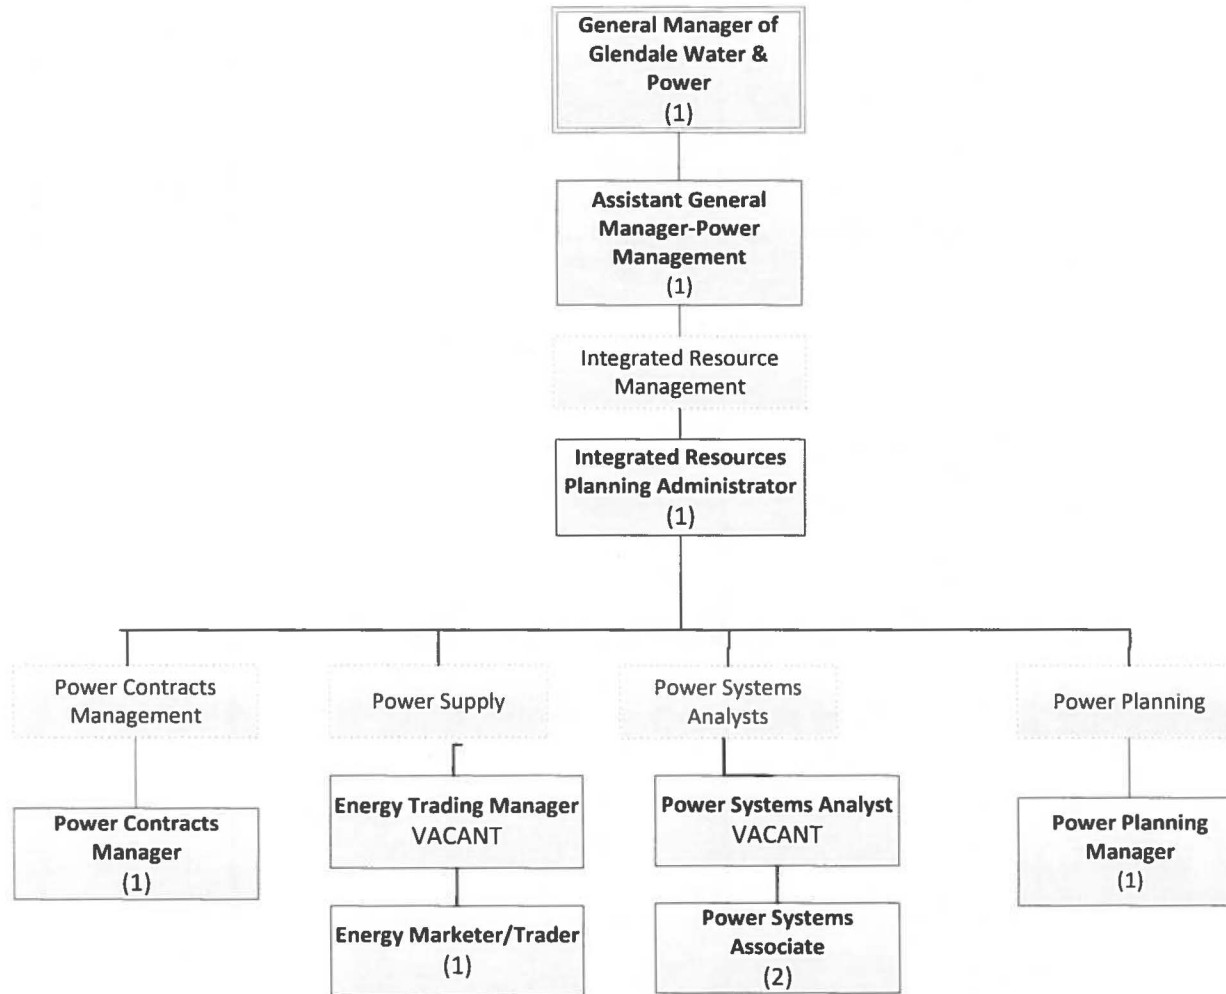 General Manager of
Glendale Water &
Power
(1)
Assistant General
Manager-Power
Management
(1)
Integrated Resource
Management
Integrated Resources
Planning Administrator
(1)
Power Contracts
Management
Power Supply
Power Systems
Analysts
Power Planning
Power Contracts
Manager
(1)
Energy Trading Manager
VACANT
Power Systems Analyst
VACANT
Power Planning
Manager
(1)
Energy Marketer/Trader
(1)
Power Systems
Associate
(2)